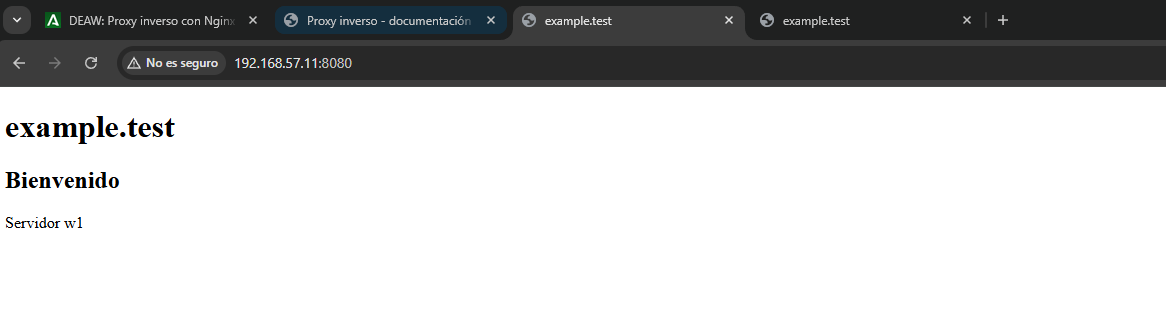 DEAW: Proxy inverso con Nginx
Proxy inverso - documentación
example.test
example.test
No es seguro
192.168.57.11:8080
example.test
Bienvenido
Servidor w1